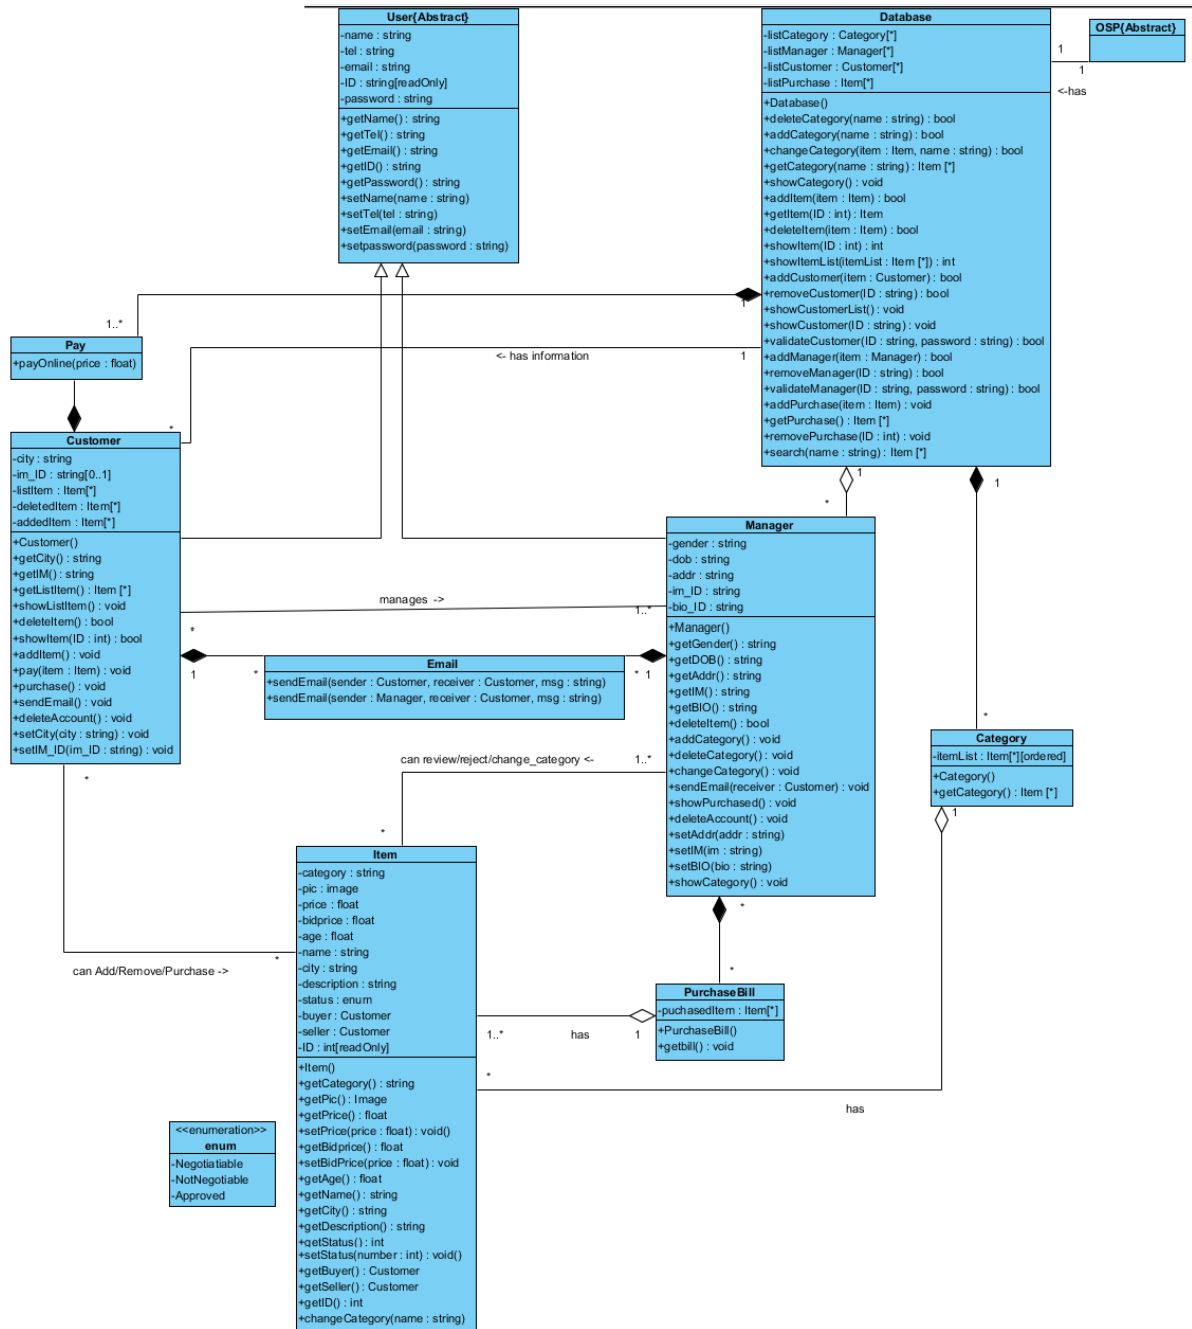 User{Abstract}
-name : string
-tel : string
-email : string
-ID : string[readOnly]
-password : string
+getName() : string
+getTel() : string
+getEmail() : string
+getID() : string
+getPassword() : string
+setName(name : string)
+setTel(tel : string)
+setEmail(email : string)
+setpassword(password : string)
Database
-listCategory : Category[*]
-listManager : Manager[*]
-listCustomer : Customer[*]
-listPurchase : Item[*]
+Database()
+deleteCategory(name : string) : bool
+addCategory(name : string) : bool
+changeCategory(item : Item, name : string) : bool
+getCategory(name : string) : Item [*]
+showCategory() : void
+addItem(item : Item) : bool
+getItem(ID : int) : Item
+deleteItem(item : Item) : bool
+showItem(ID : int) : int
+showItemList(itemList : Item [*]) : int
+addCustomer(item : Customer) : bool
+removeCustomer(ID : string) : bool
+showCustomerList() : void
+showCustomer(ID : string) : void
+validateCustomer(ID : string, password : string) : bool
+addManager(item : Manager) : bool
+removeManager(ID : string) : bool
+validateManager(ID : string, password : string) : bool
+addPurchase(item : Item) : void
+getPurchase() : Item [*]
+removePurchase(ID : int) : void
+search(name : string) : Item [*]
OSP{Abstract}
1
1
<-has
1
1..*
Pay
+payOnline(price : float)
<- has information
1
*
Customer
-city : string
-im_ID : string[0..1]
-listItem : Item[*]
-deletedItem : Item[*]
-addedItem : Item[*]
+Customer()
+getCity() : string
+getIM() : string
+getListItem() : Item [*]
+showListItem() : void
+deleteItem() : bool
+showItem(ID : int) : bool
+addItem() : void
+pay(item : Item) : void
+purchase() : void
+sendEmail() : void
+deleteAccount() : void
+setCity(city : string) : void
+setIM_ID(im_ID : string) : void
1
*
1
*
Manager
-gender : string
-dob : string
-addr : string
-im_ID : string
-bio_ID : string
+Manager()
+getGender() : string
+getDOB() : string
+getAddr() : string
+getIM() : string
+getBIO() : string
+deleteItem() : bool
+addCategory() : void
+deleteCategory() : void
+changeCategory() : void
+sendEmail(receiver : Customer) : void
+showPurchased() : void
+deleteAccount() : void
+setAddr(addr : string)
+setIM(im : string)
+setBIO(bio : string)
+showCategory() : void
manages ->
1..*
*
1
*
Email
+sendEmail(sender : Customer, receiver : Customer, msg : string)
+sendEmail(sender : Manager, receiver : Customer, msg : string)
*
1
Category
-itemList : Item[*][ordered]
+Category()
+getCategory() : Item [*]
1
can review/reject/change_category <-
1..*
*
*
can Add/Remove/Purchase ->
*
Item
-category : string
-pic : image
-price : float
-bidprice : float
-age : float
-name : string
-city : string
-description : string
-status : enum
-buyer : Customer
-seller : Customer
-ID : int[readOnly]
+Item()
+getCategory() : string
+getPic() : Image
+getPrice() : float
+setPrice(price : float) : void()
+getBidprice() : float
+setBidPrice(price : float) : void
+getAge() : float
+getName() : string
+getCity() : string
+getDescription() : string
+getStatus() : int
+setStatus(number : int) : void()
+getBuyer() : Customer
+getSeller() : Customer
+getID() : int
+changeCategory(name : string)
*
*
PurchaseBill
-puchasedItem : Item[*]
+PurchaseBill()
+getbill() : void
1..*
has
1
*
has
<<enumeration>>
enum
-Negotiatiable
-NotNegotiable
-Approved